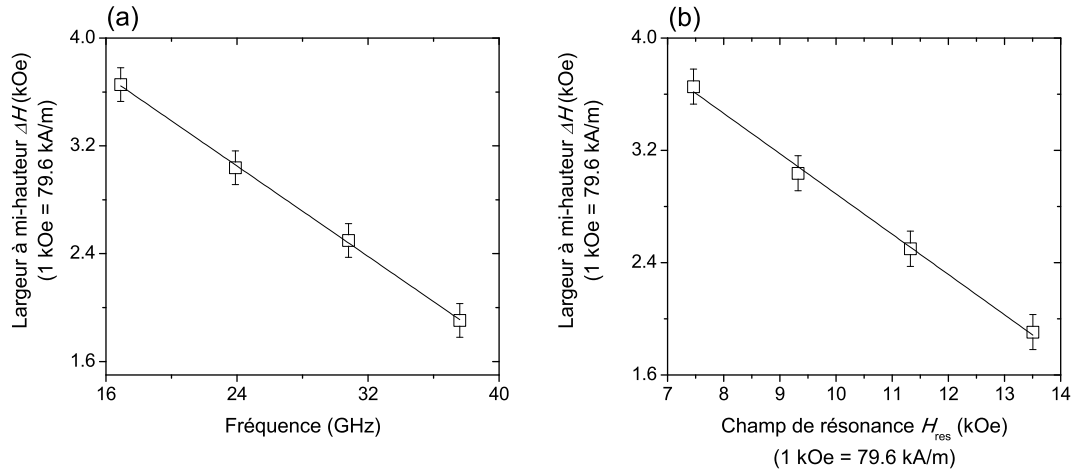 (a)
Largeur à mi-hauteur ΔH (kOe)
(1 kOe = 79.6 kA/m)
4.0
3.2
2.4
1.6
16 24 32 40
Fréquence (GHz)
(b)
Largeur à mi-hauteur ΔH (kOe)
(1 kOe = 79.6 kA/m)
4.0
3.2
2.4
1.6
7 8 9 10 11 12 13 14
Champ de résonance H_res (kOe)
(1 kOe = 79.6 kA/m)